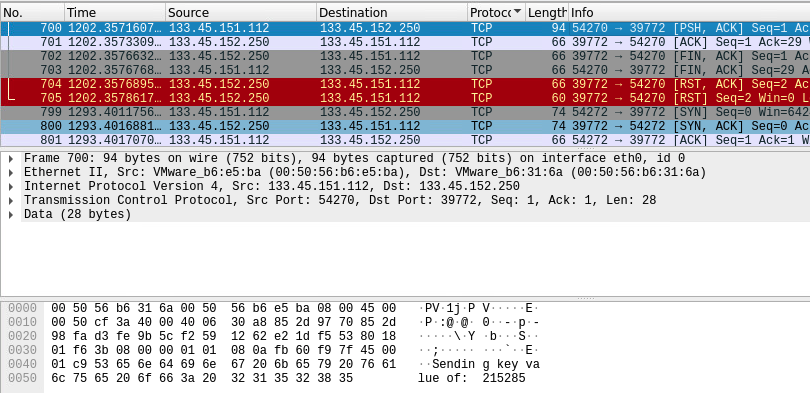 No. Time Source Destination Protocc Length Info
700 1202.3571607… 133.45.151.112 133.45.152.250 TCP 94 54270 → 39772 [PSH, ACK] Seq=1 Ac
701 1202.3573309… 133.45.152.250 133.45.151.112 TCP 66 39772 → 54270 [ACK] Seq=1 Ack=29
702 1202.3576632… 133.45.152.250 133.45.151.112 TCP 66 39772 → 54270 [FIN, ACK] Seq=1
703 1202.3576768… 133.45.151.112 133.45.152.250 TCP 66 54270 → 39772 [FIN, ACK] Seq=29 A
704 1202.3576895… 133.45.152.250 133.45.151.112 TCP 66 39772 → 54270 [RST, ACK] Seq=2 Ac
705 1202.3578617… 133.45.152.250 133.45.151.112 TCP 60 39772 → 54270 [RST] Seq=2 Win=0 L
799 1293.4011756… 133.45.151.112 133.45.152.250 TCP 74 54272 → 39772 [SYN] Seq=0 Win=642
800 1293.4016881… 133.45.152.250 133.45.151.112 TCP 74 39772 → 54272 [SYN, ACK] Seq=0 Ac
801 1293.4017070… 133.45.151.112 133.45.152.250 TCP 66 54272 → 39772 [ACK] Seq=1 Ack=1 W
Frame 700: 94 bytes on wire (752 bits), 94 bytes captured (752 bits) on interface eth0, id 0
Ethernet II, Src: VMware_b6:e5:ba (00:50:56:b6:e5:ba), Dst: VMware_b6:31:6a (00:50:56:b6:31:6a)
Internet Protocol Version 4, Src: 133.45.151.112, Dst: 133.45.152.250
Transmission Control Protocol, Src Port: 54270, Dst Port: 39772, Seq: 1, Ack: 1, Len: 28
Data (28 bytes)
0000 00 50 56 b6 31 6a 00 50 56 b6 e5 ba 08 00 45 00 ·PV·1j·P V·····E·
0010 00 50 cf 3a 40 00 40 06 30 a8 85 2d 97 70 85 2d ·P·:@·@· 0··-·p·-
0020 98 fa d3 fe 9b 5c f2 59 12 62 e2 1d f5 53 80 18 ·····\·Y ·b···S··
0030 01 f6 3b 08 00 00 01 01 08 0a fb 60 f9 7f 45 00 ··;····· ···`··E·
0040 01 c9 53 65 6e 64 69 6e 67 20 6b 65 79 20 76 61 ··Sendin g key va
0050 6c 75 65 20 6f 66 3a 20 32 31 35 32 38 35 lue of: 215285